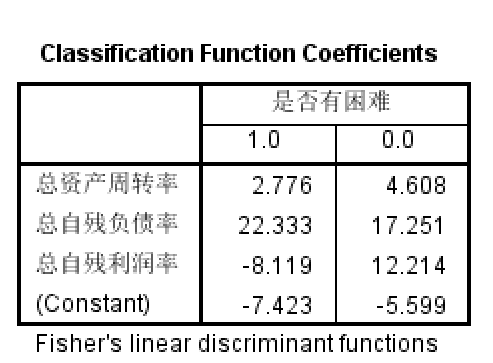 Classification Function Coefficients
是否有困难
1.0 0.0
总资产周转率 2.776 4.608
总自残负债率 22.333 17.251
总自残利润率 -8.119 12.214
(Constant) -7.423 -5.599
Fisher's linear discriminant functions